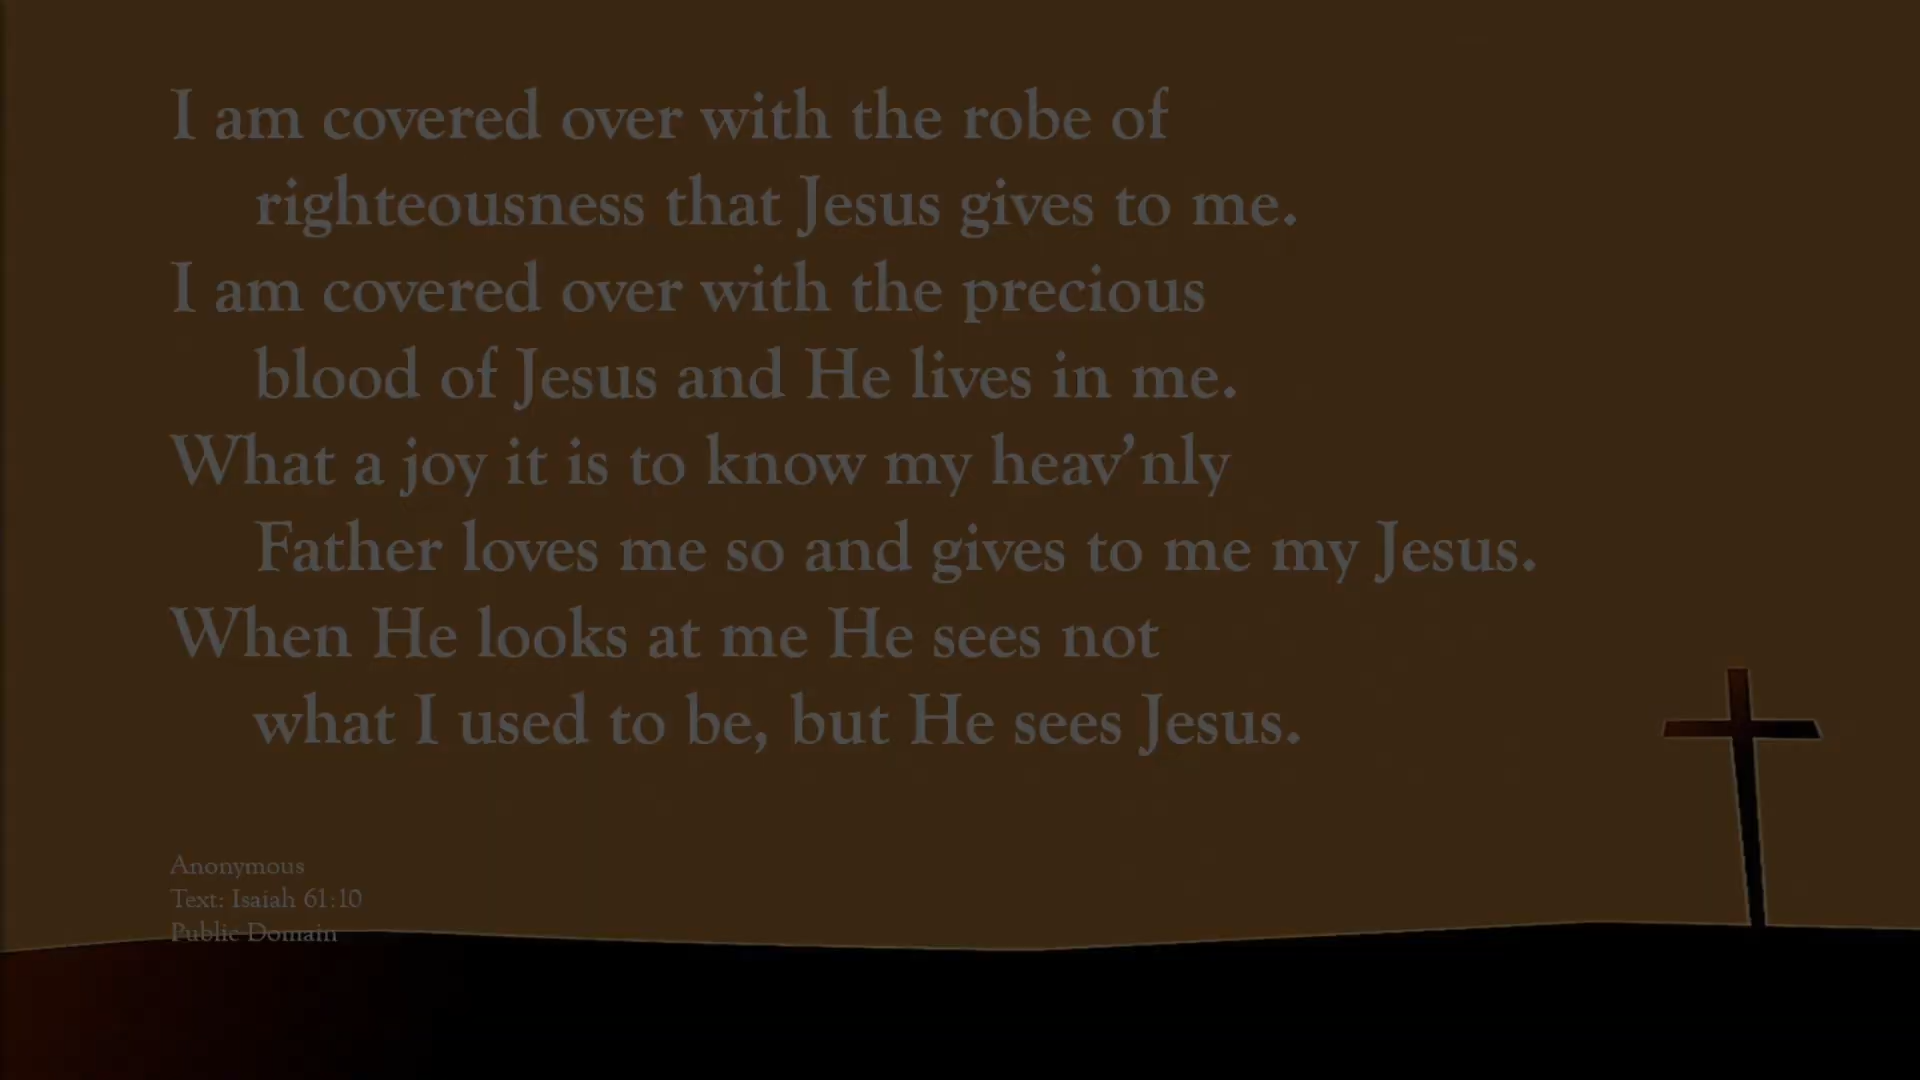 I am covered over with the robe of
righteousness that Jesus gives to me.
I am covered over with the precious
blood of Jesus and He lives in me.
What a joy it is to know my heav’nly
Father loves me so and gives to me my Jesus.
When He looks at me He sees not
what I used to be, but He sees Jesus.
Anonymous
Text: Isaiah 61:10
Public Domain